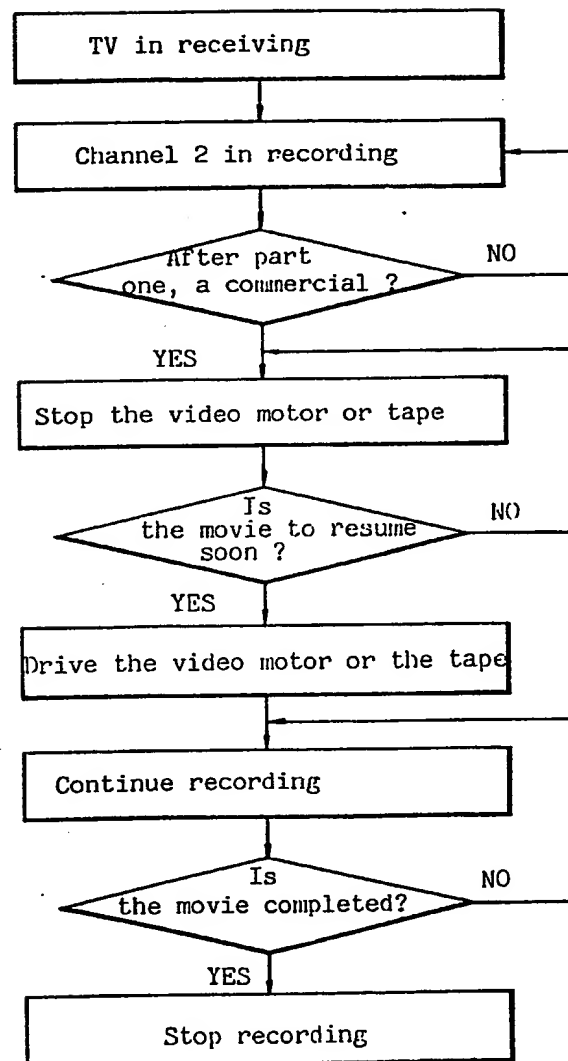 TV in receiving
Channel 2 in recording
After part
one, a commercial ?
NO
YES
Stop the video motor or tape
Is
the movie to resume
soon ?
NO
YES
Drive the video motor or the tape
Continue recording
Is
the movie completed?
NO
YES
Stop recording